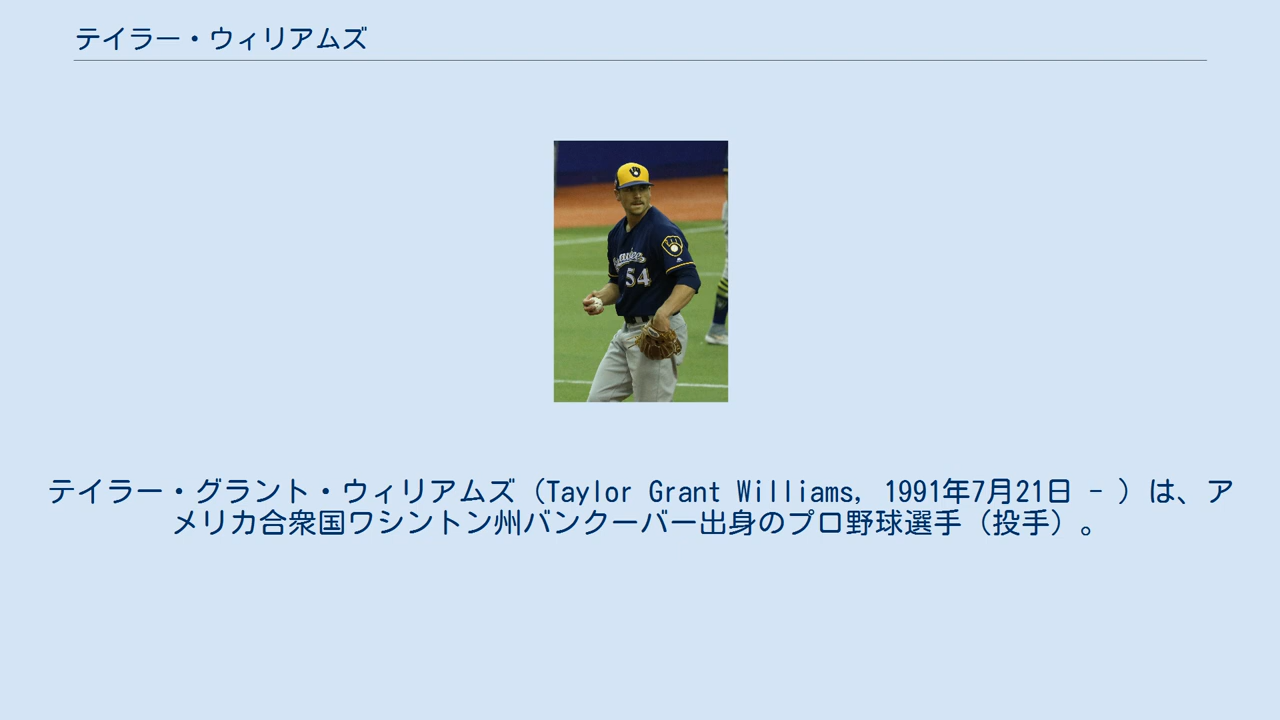 テイラー・ウィリアムズ
54
テイラー・グラント・ウィリアムズ（Taylor Grant Williams, 1991年7月21日 - ）は、ア
メリカ合衆国ワシントン州バンクーバー出身のプロ野球選手（投手）。